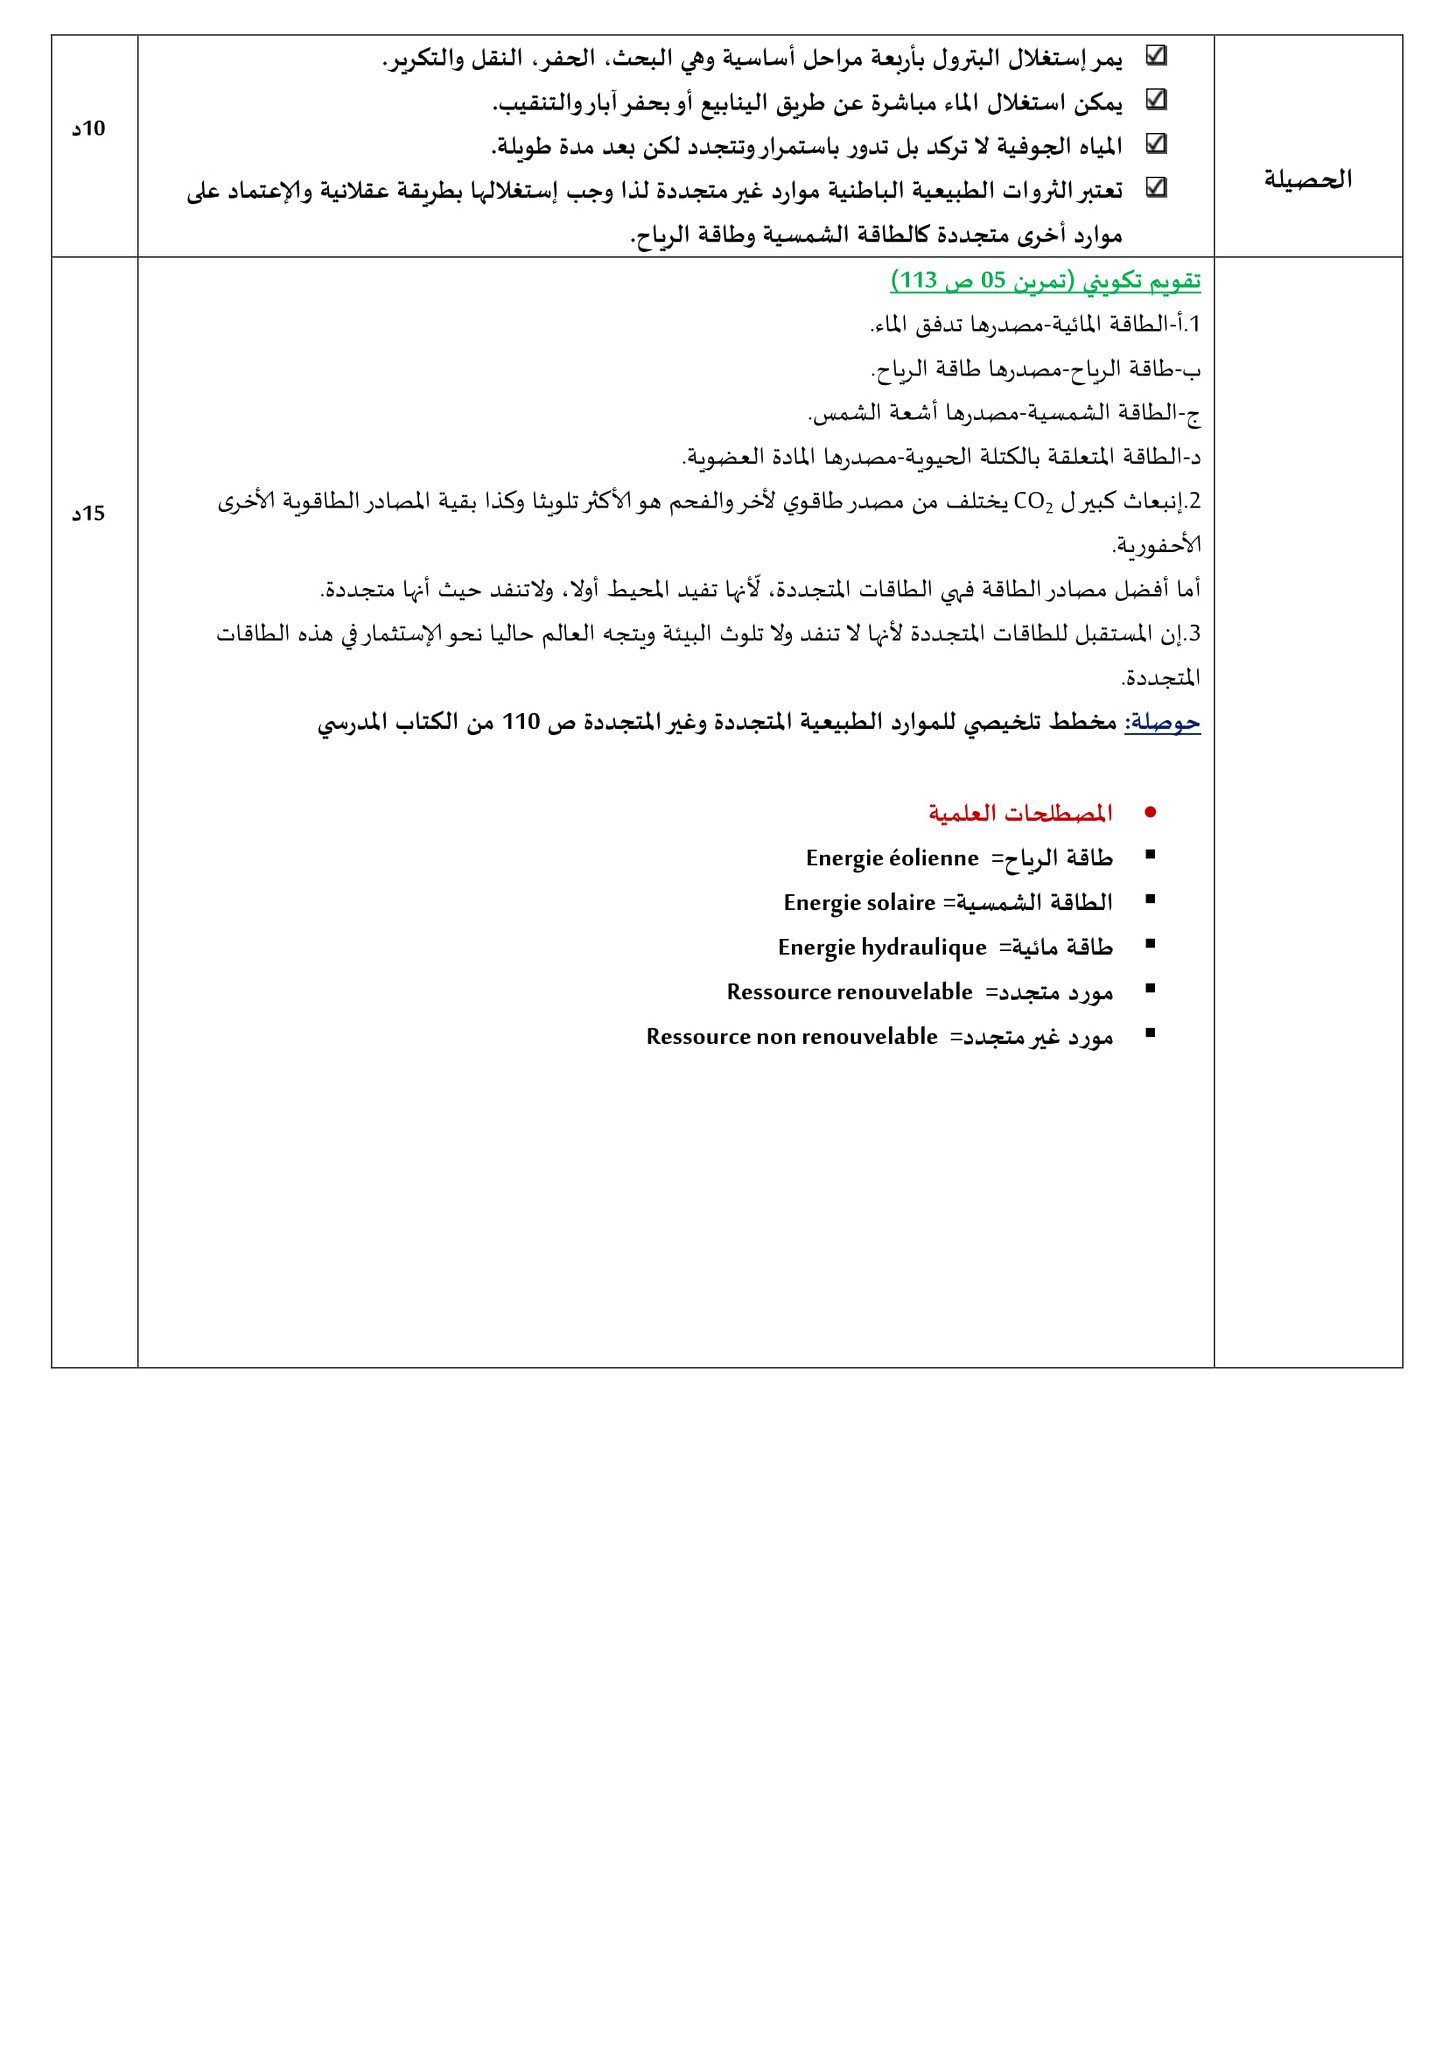 الحصيلة
يمر إستغلال البترول بأربعة مراحل أساسية وهي البحث، الحفر، النقل والتكرير.
يمكن استغلال الماء مباشرة عن طريق الينابيع أو بحفر آبار والتنقيب.
المياه الجوفية لا تركد بل تدور باستمرار وتتجدد لكن بعد مدة طويلة.
تعتبر الثروات الطبيعية الباطنية موارد غير متجددة لذا وجب إستغلالها بطريقة عقلانية والإعتماد على
موارد أخرى متجددة كالطاقة الشمسية وطاقة الرياح.
10د
تقويم تكويني (تمرين 05 ص 113)
1.أ-الطاقة المائية-مصدرها تدفق الماء.
ب-طاقة الرياح-مصدرها طاقة الرياح.
ج-الطاقة الشمسية-مصدرها أشعة الشمس.
د-الطاقة المتعلقة بالكتلة الحيوية-مصدرها المادة العضوية.
2.إنبعاث كبير ل CO₂ يختلف من مصدر طاقوي لأخر والفحم هو الأكثر تلويثا وكذا بقية المصادر الطاقوية الأخرى
الأحفورية.
أما أفضل مصادر الطاقة فهي الطاقات المتجددة، لّأنها تفيد المحيط أولا، ولاتنفد حيث أنها متجددة.
3.إن المستقبل للطاقات المتجددة لأنها لا تنفد ولا تلوث البيئة ويتجه العالم حاليا نحو الإستثمار في هذه الطاقات
المتجددة.
حوصلة: مخطط تلخيصي للموارد الطبيعية المتجددة وغير المتجددة ص 110 من الكتاب المدرسي
المصطلحات العلمية
طاقة الرياح= Energie éolienne
الطاقة الشمسية= Energie solaire
طاقة مائية= Energie hydraulique
مورد متجدد= Ressource renouvelable
مورد غير متجدد= Ressource non renouvelable
15د